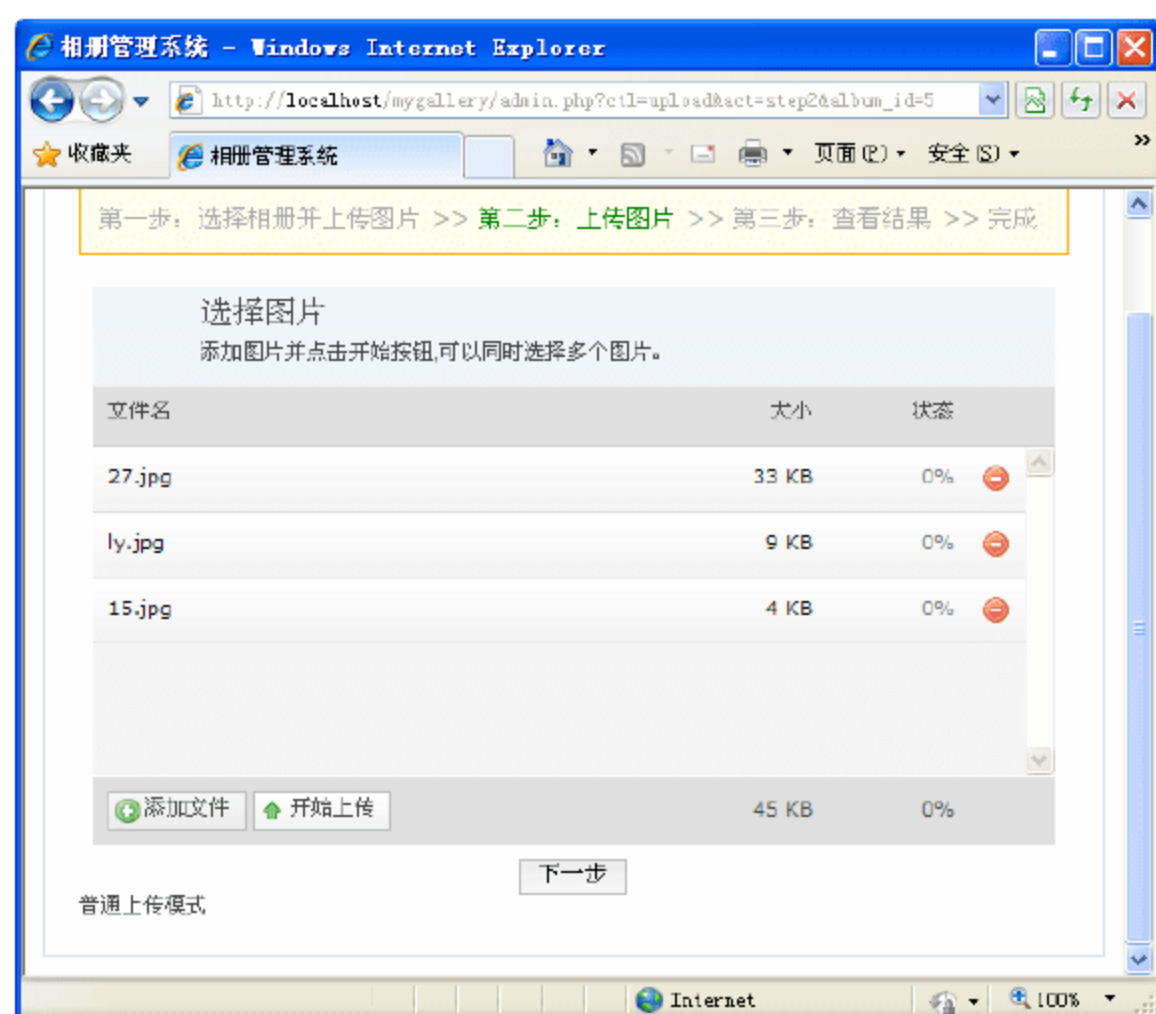 相册管理系统 - Windows Internet Explorer
http://localhost/mygallery/admin.php?ctl=upload&act=step2&album_id=5
收藏夹 相册管理系统 页面(P) 安全(S) »
第一步：选择相册并上传图片 >> 第二步：上传图片 >> 第三步：查看结果 >> 完成
选择图片
添加图片并点击开始按钮,可以同时选择多个图片。
文件名 大小 状态
27.jpg 33 KB 0%
ly.jpg 9 KB 0%
15.jpg 4 KB 0%
添加文件 开始上传 45 KB 0%
下一步
普通上传模式
Internet 100%